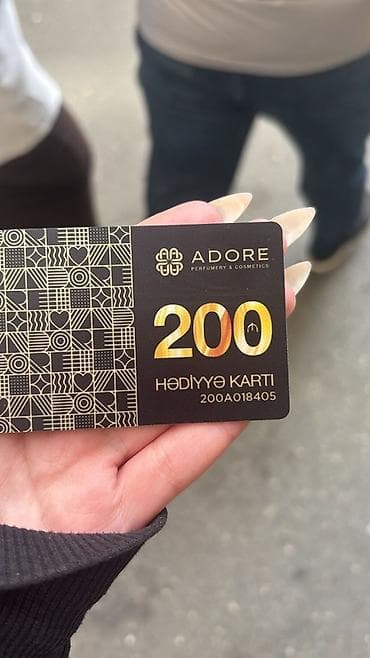 ADORE
PERFUMERY & COSMETICS
200 ₼
HƏDİYYƏ KARTI
200A018405